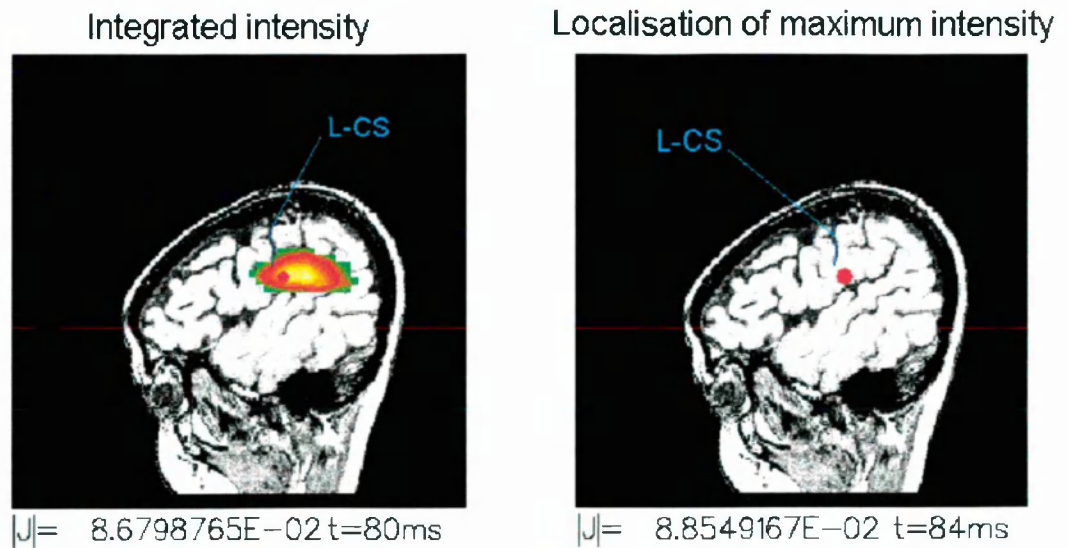 Integrated intensity
Localisation of maximum intensity
L-CS
L-CS
|J|= 8.6798765E-02 t=80ms
|J|= 8.8549167E-02 t=84ms